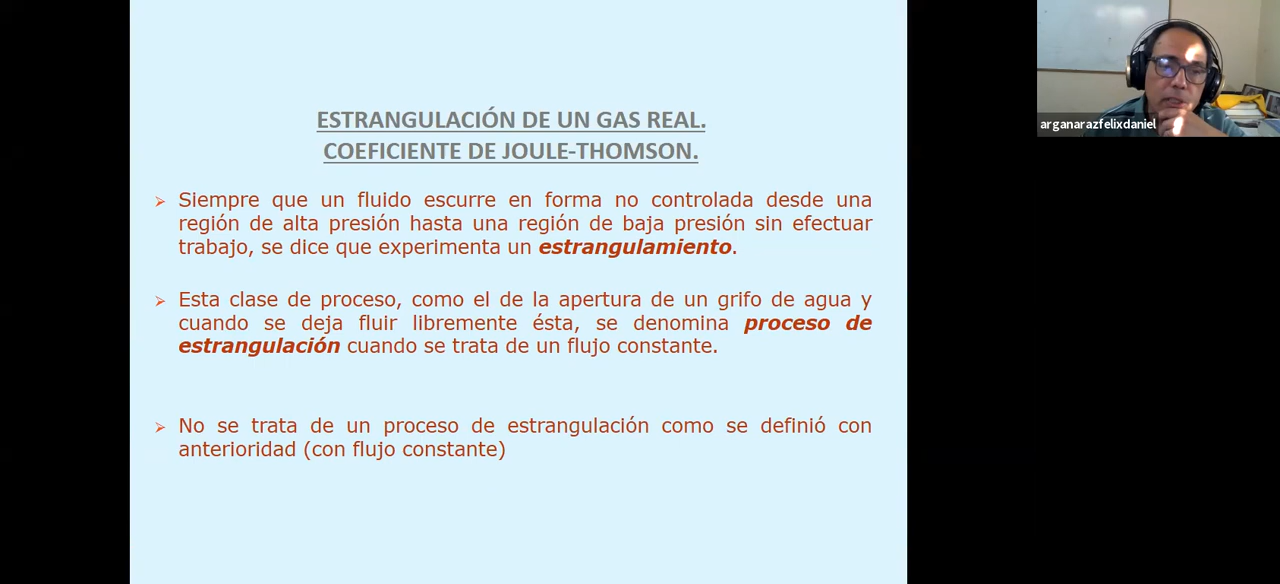 ESTRANGULACIÓN DE UN GAS REAL.
COEFICIENTE DE JOULE-THOMSON.
Siempre que un fluido escurre en forma no controlada desde una
región de alta presión hasta una región de baja presión sin efectuar
trabajo, se dice que experimenta un estrangulamiento.
Esta clase de proceso, como el de la apertura de un grifo de agua y
cuando se deja fluir libremente ésta, se denomina proceso de
estrangulación cuando se trata de un flujo constante.
No se trata de un proceso de estrangulación como se definió con
anterioridad (con flujo constante)
arganarazfelixdaniel